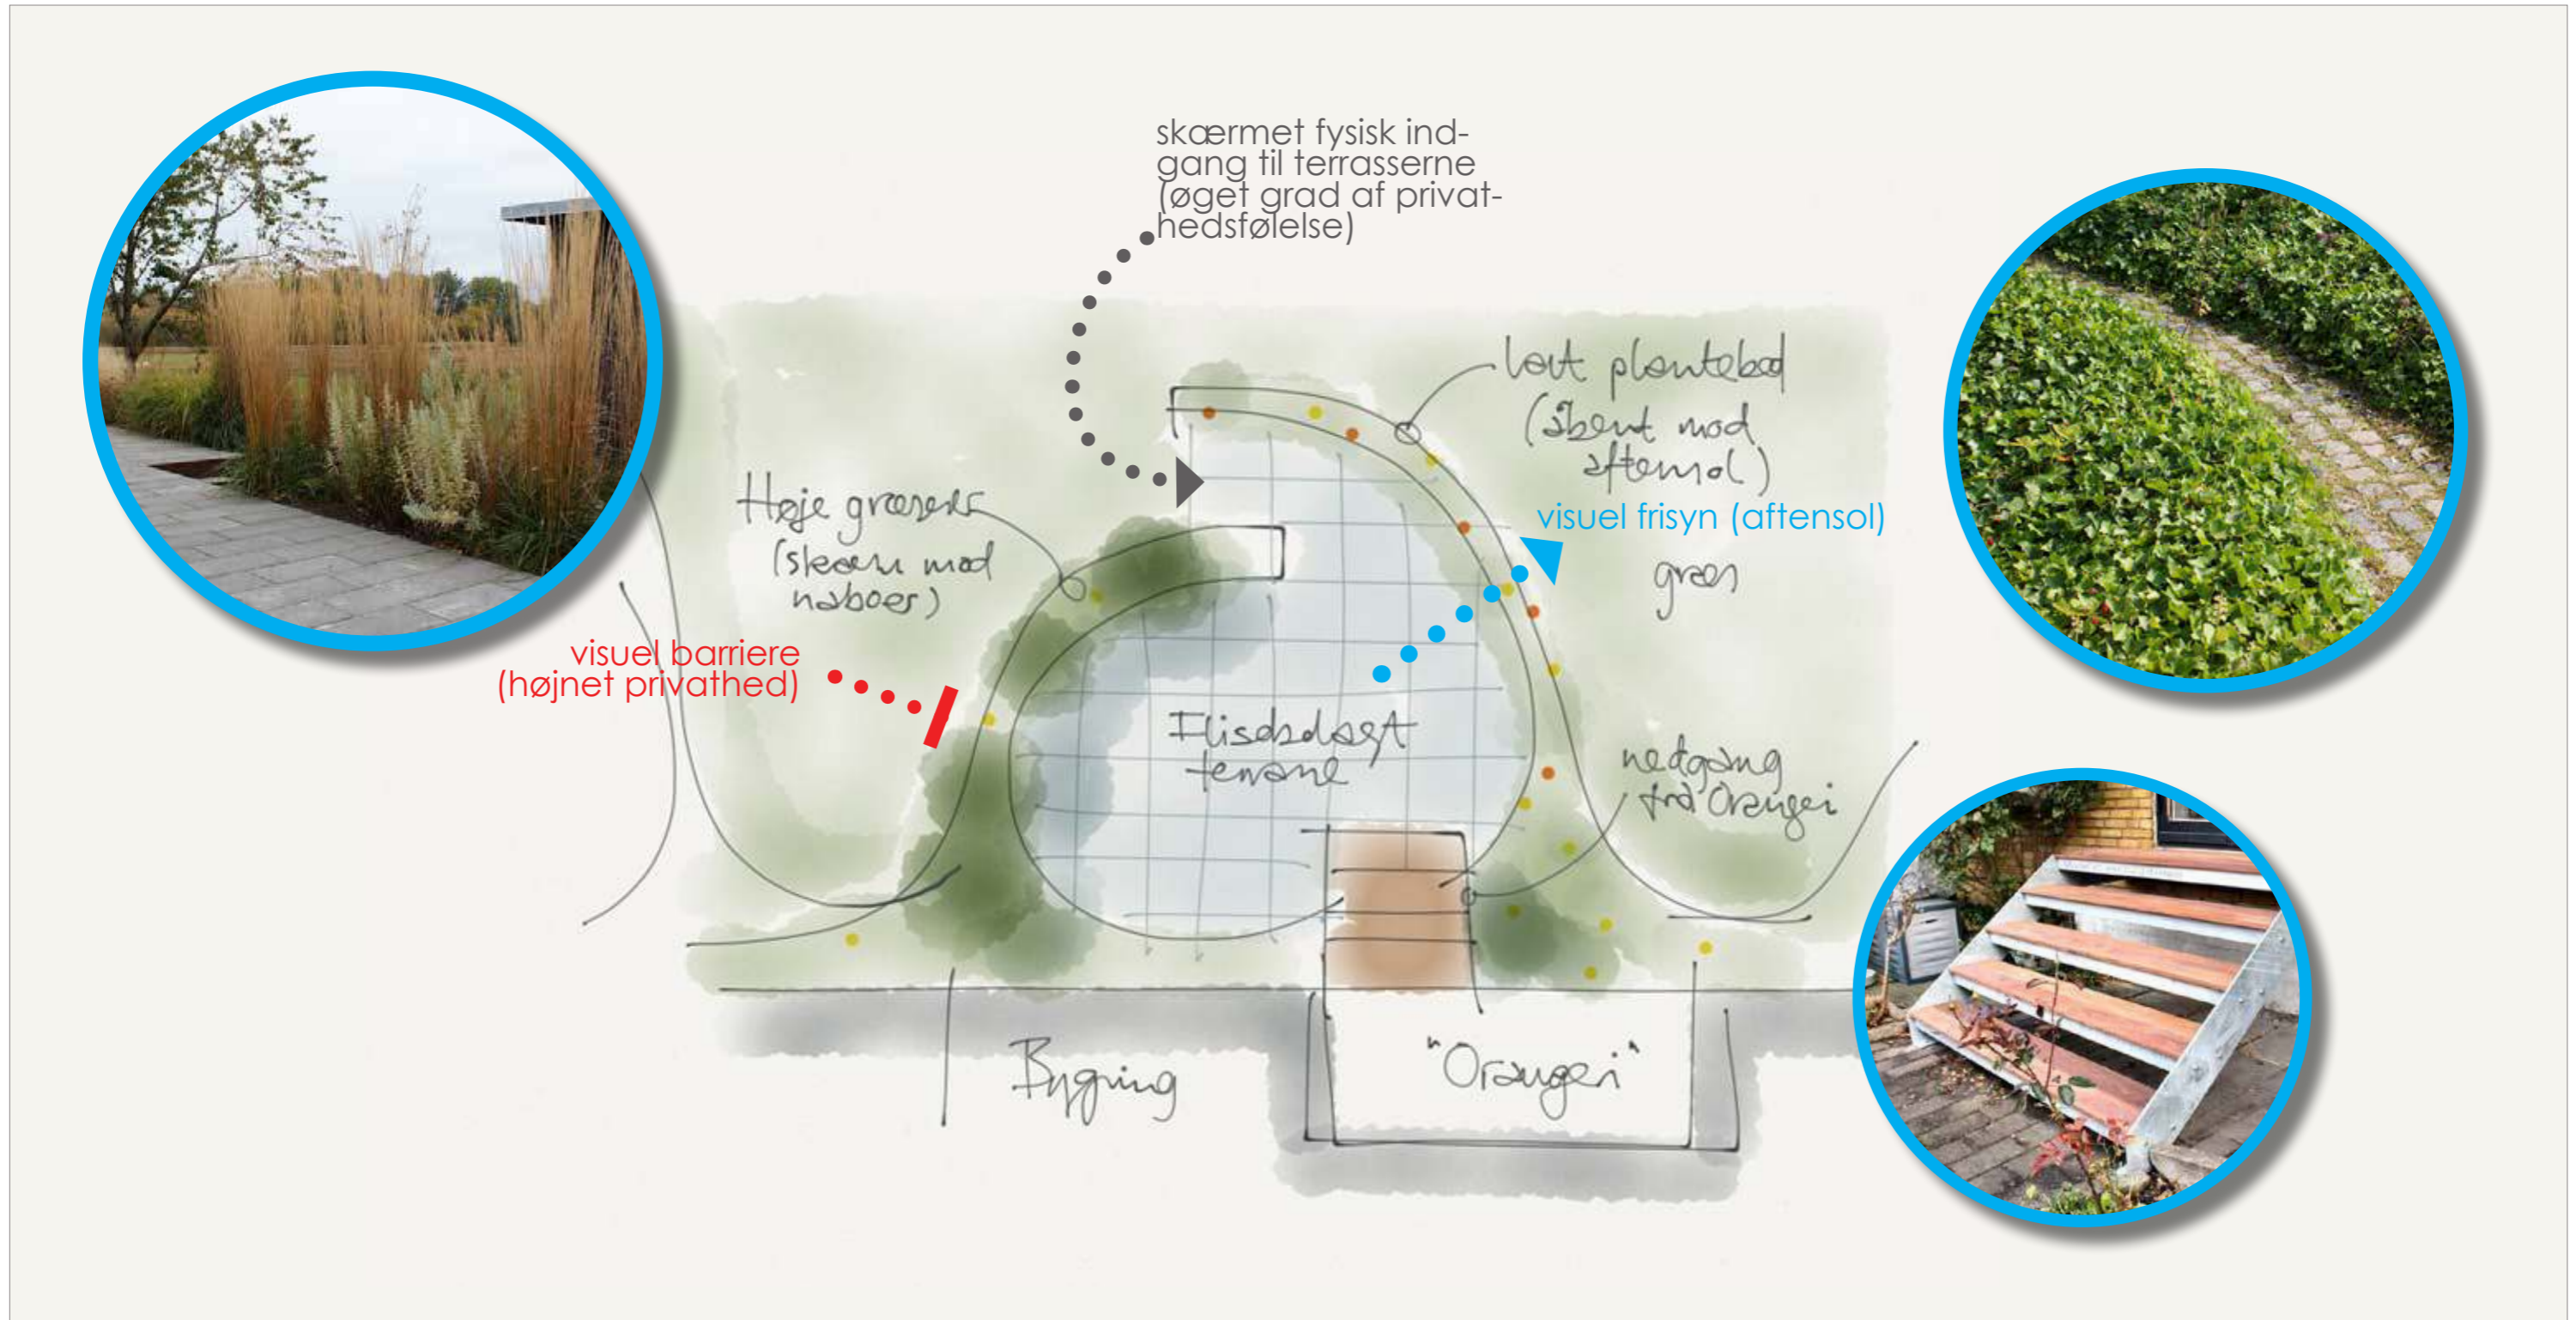 skærmet fysisk ind-
gang til terrasserne
(øget grad af privat-
hedsfølelse)
lavt plantebed
(åbent mod
aftensol)
visuel frisyn (aftensol)
græs
Høje græsser
(skærm mod
naboer)
visuel barriere
(højnet privathed)
Flisebelagt
terrasse
nedgang
fra Orangeri
Bygning
"Orangeri"